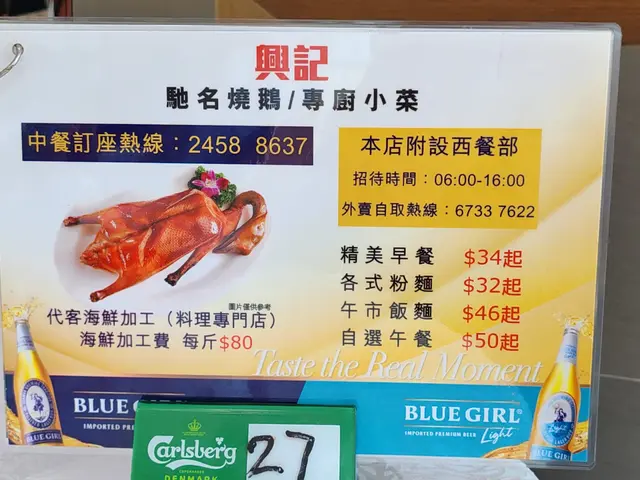 興記
馳名燒鵝/專廚小菜
中餐訂座熱線：2458 8637
本店附設西餐部
招待時間：06:00-16:00
外賣自取熱線：6733 7622
精美早餐 $34起
各式粉麵 $32起
午市飯麵 $46起
自選午餐 $50起
圖片僅供參考
代客海鮮加工（料理專門店）
海鮮加工費 每斤$80
Taste the Real Moment
BLUE G
IMPORTED PRE
BLUE GIRL
IMPORTED PREMIUM BEER
Light
Carlsberg
COPENHAGEN
DENMARK
27